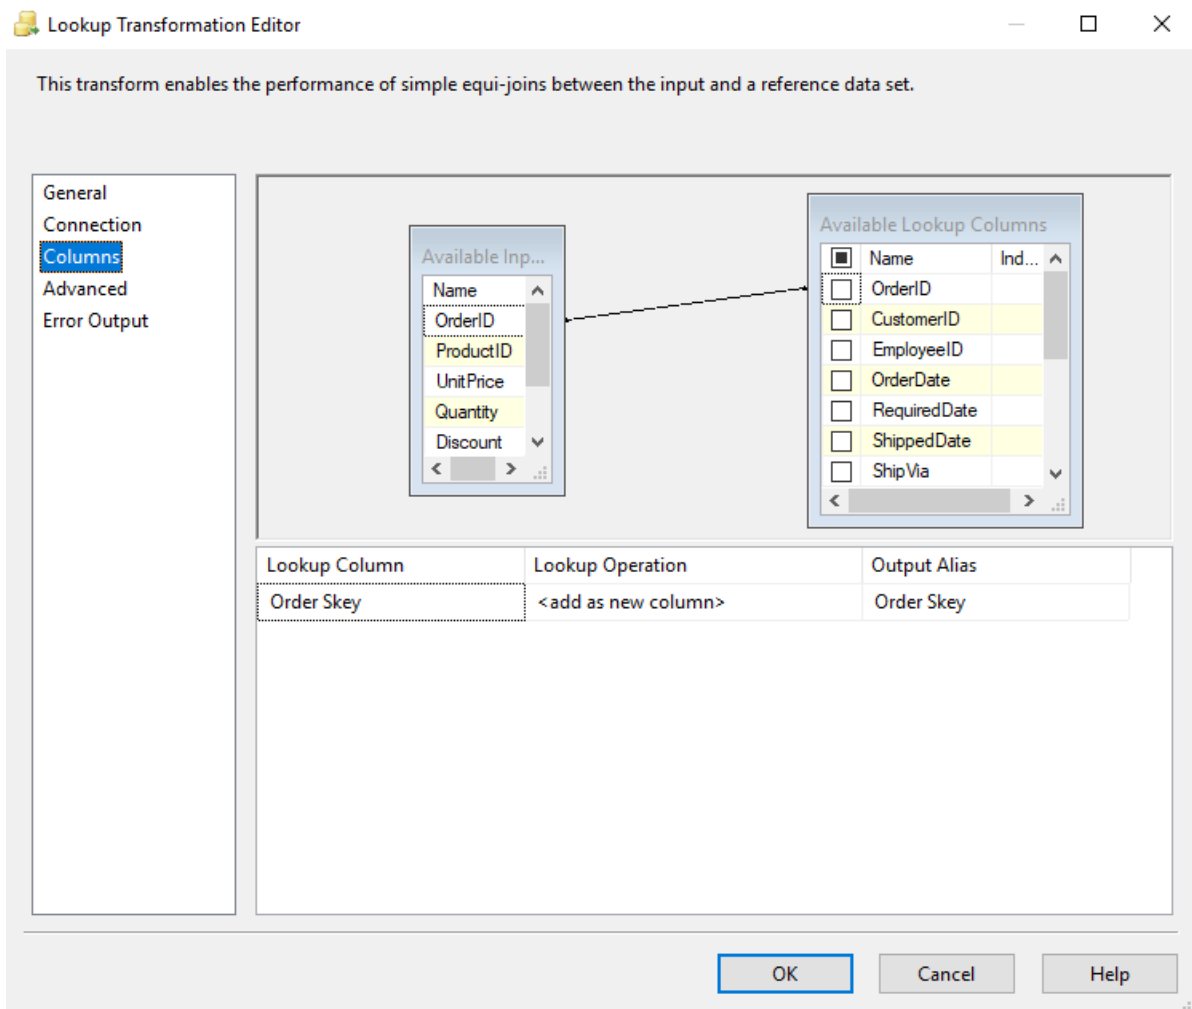 Lookup Transformation Editor
This transform enables the performance of simple equi-joins between the input and a reference data set.
General
Connection
Columns
Advanced
Error Output
Available Inp...
Name
OrderID
ProductID
UnitPrice
Quantity
Discount
Available Lookup Columns
Name Ind...
OrderID
CustomerID
EmployeeID
OrderDate
RequiredDate
ShippedDate
ShipVia
Lookup Column Lookup Operation Output Alias
Order Skey <add as new column> Order Skey
OK Cancel Help